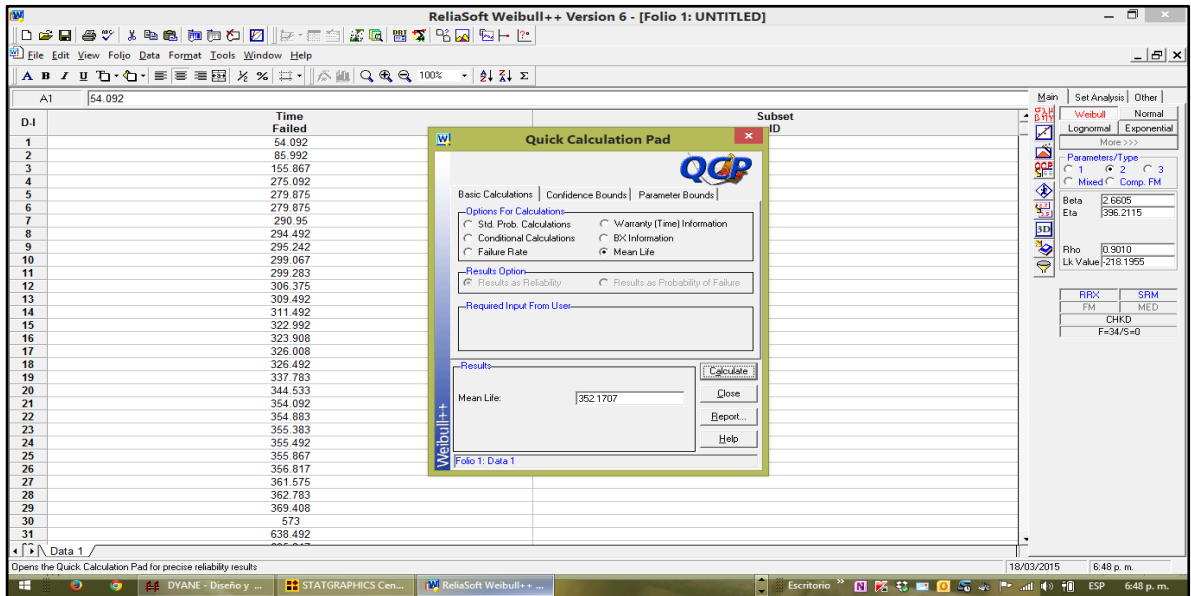 ReliaSoft Weibull++ Version 6 - [Folio 1: UNTITLED]
File Edit View Folio Data Format Tools Window Help
A B I U 100%
A1 54.092
Main Set Analysis Other
D-I Time Failed Subset ID
1 54.092
2 85.992
3 155.867
4 275.092
5 279.875
6 279.875
7 290.95
8 294.492
9 295.242
10 299.067
11 299.283
12 306.375
13 309.492
14 311.492
15 322.992
16 323.908
17 326.008
18 326.492
19 337.783
20 344.533
21 354.092
22 354.883
23 355.383
24 355.492
25 355.867
26 356.817
27 361.575
28 362.783
29 369.408
30 573
31 638.492
Data 1
Quick Calculation Pad
QCP
Basic Calculations Confidence Bounds Parameter Bounds
Options For Calculations
Std. Prob. Calculations Warranty (Time) Information
Conditional Calculations BX Information
Failure Rate Mean Life
Results Option
Results as Reliability Results as Probability of Failure
Required Input From User
Results
Mean Life: 352.1707
Calculate
Close
Report...
Help
Weibull++
Folio 1: Data 1
Weibull Normal
Lognormal Exponential
More >>>
Parameters/Type
1 2 3
Mixed Comp. FM
QCP
3D
Beta 2.6605
Eta 396.2115
Rho 0.9010
Lk Value -218.1955
RRX SRM
FM MED
CHKD
F=34/S=0
Opens the Quick Calculation Pad for precise reliability results 18/03/2015 6:48 p. m.
DYANE - Diseño y ... STATGRAPHICS Cen... ReliaSoft Weibull++ ... Escritorio ESP 6:48 p. m.